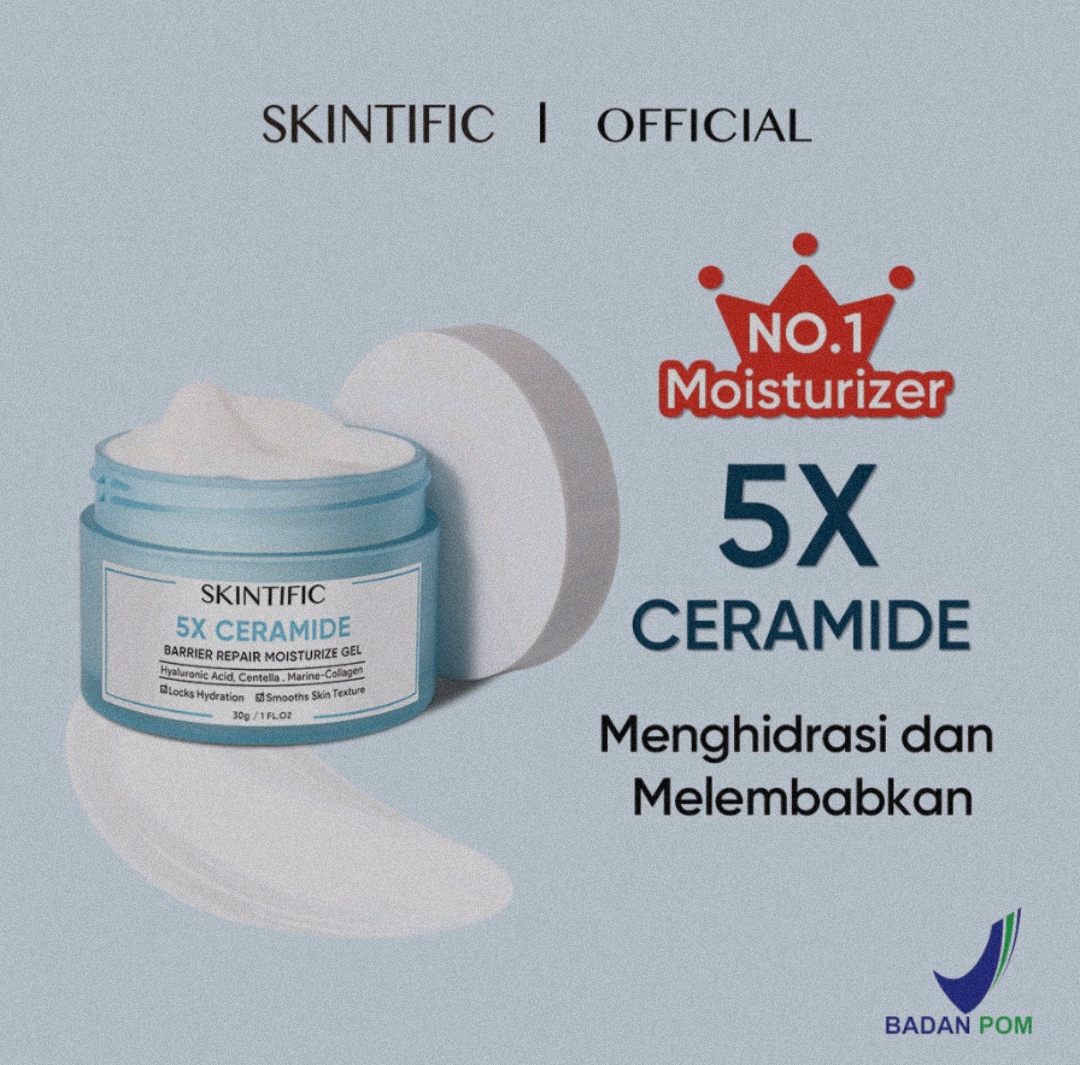 SKINTIFIC | OFFICIAL
NO.1
Moisturizer
5X
CERAMIDE
Menghidrasi dan
Melembabkan
SKINTIFIC
5X CERAMIDE
BARRIER REPAIR MOISTURIZE GEL
Hyaluronic Acid, Centella , Marine-Collagen
☑Locks Hydration ☑Smooths Skin Texture
30g / 1 FL.OZ
BADAN POM